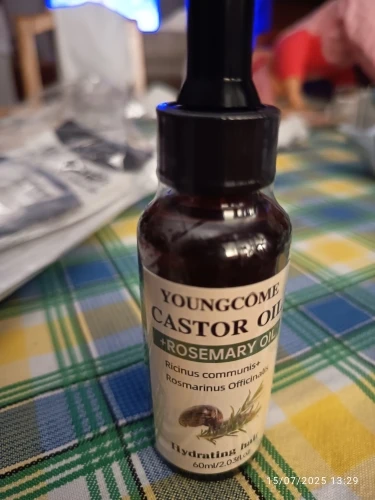 YOUNGCÔME
CASTOR OIL
+ROSEMARY OIL
Ricinus communis+
Rosmarinus Officinalis
Hydrating hair
60ml/2.03fl.oz
15/07/2025 13:29